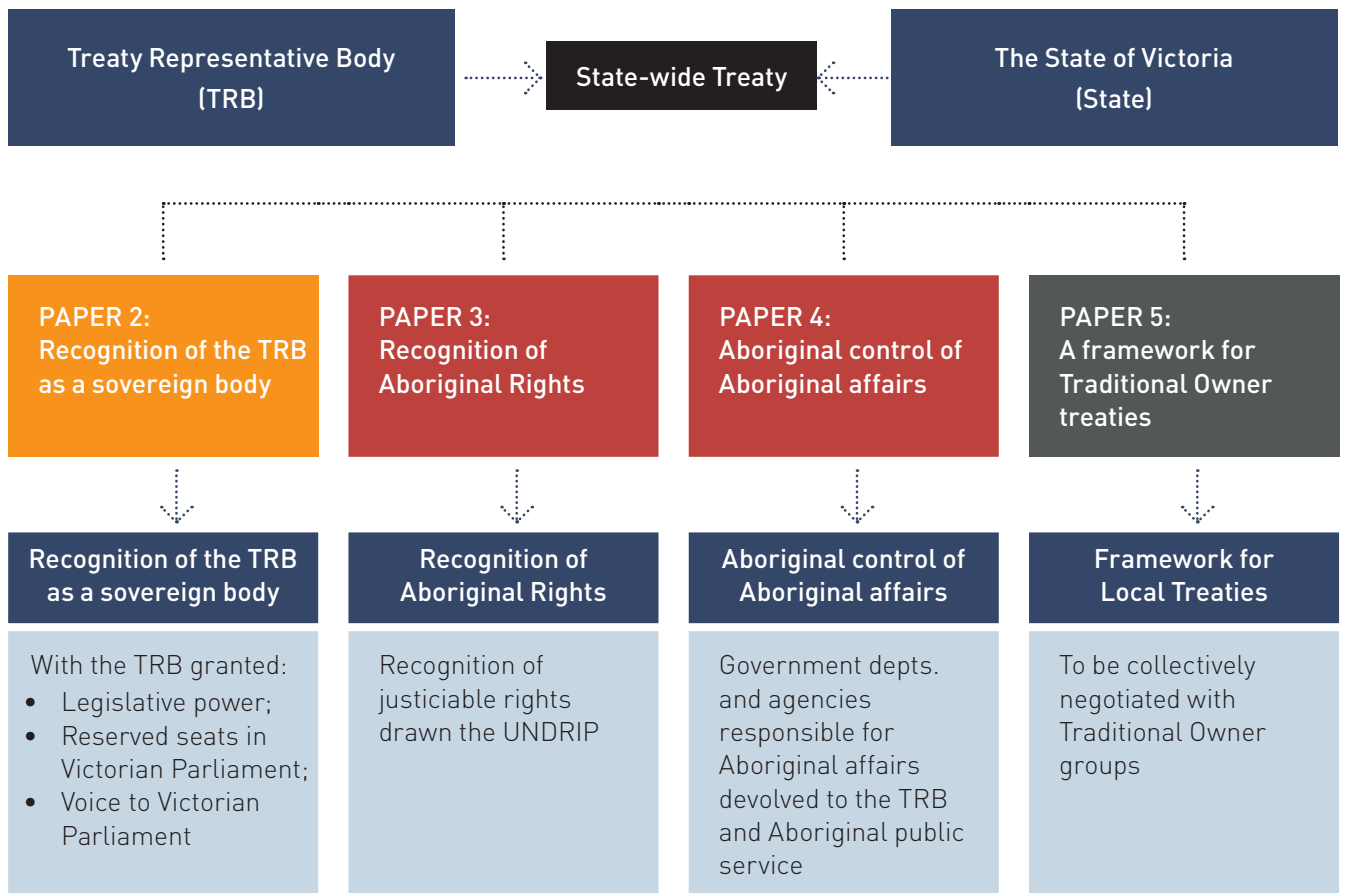 Treaty Representative Body
(TRB)
State-wide Treaty
The State of Victoria
(State)
PAPER 2:
Recognition of the TRB
as a sovereign body
PAPER 3:
Recognition of
Aboriginal Rights
PAPER 4:
Aboriginal control of
Aboriginal affairs
PAPER 5:
A framework for
Traditional Owner
treaties
Recognition of the TRB
as a sovereign body
With the TRB granted:
• Legislative power;
• Reserved seats in
Victorian Parliament;
• Voice to Victorian
Parliament
Recognition of
Aboriginal Rights
Recognition of
justiciable rights
drawn the UNDRIP
Aboriginal control of
Aboriginal affairs
Government depts.
and agencies
responsible for
Aboriginal affairs
devolved to the TRB
and Aboriginal public
service
Framework for
Local Treaties
To be collectively
negotiated with
Traditional Owner
groups